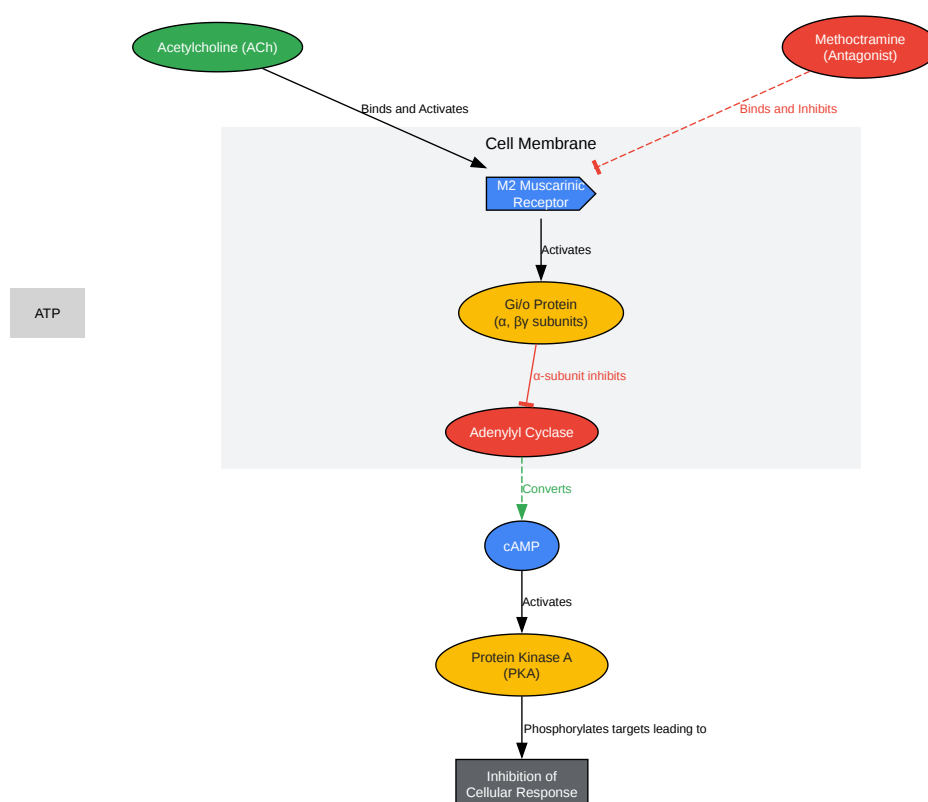 Acetylcholine (ACh)
Methoctramine
(Antagonist)
Binds and Activates
Binds and Inhibits
Cell Membrane
M2 Muscarinic
Receptor
Activates
Gi/o Protein
(α, βγ subunits)
ATP
α-subunit inhibits
Adenylyl Cyclase
Converts
cAMP
Activates
Protein Kinase A
(PKA)
Phosphorylates targets leading to
Inhibition of
Cellular Response